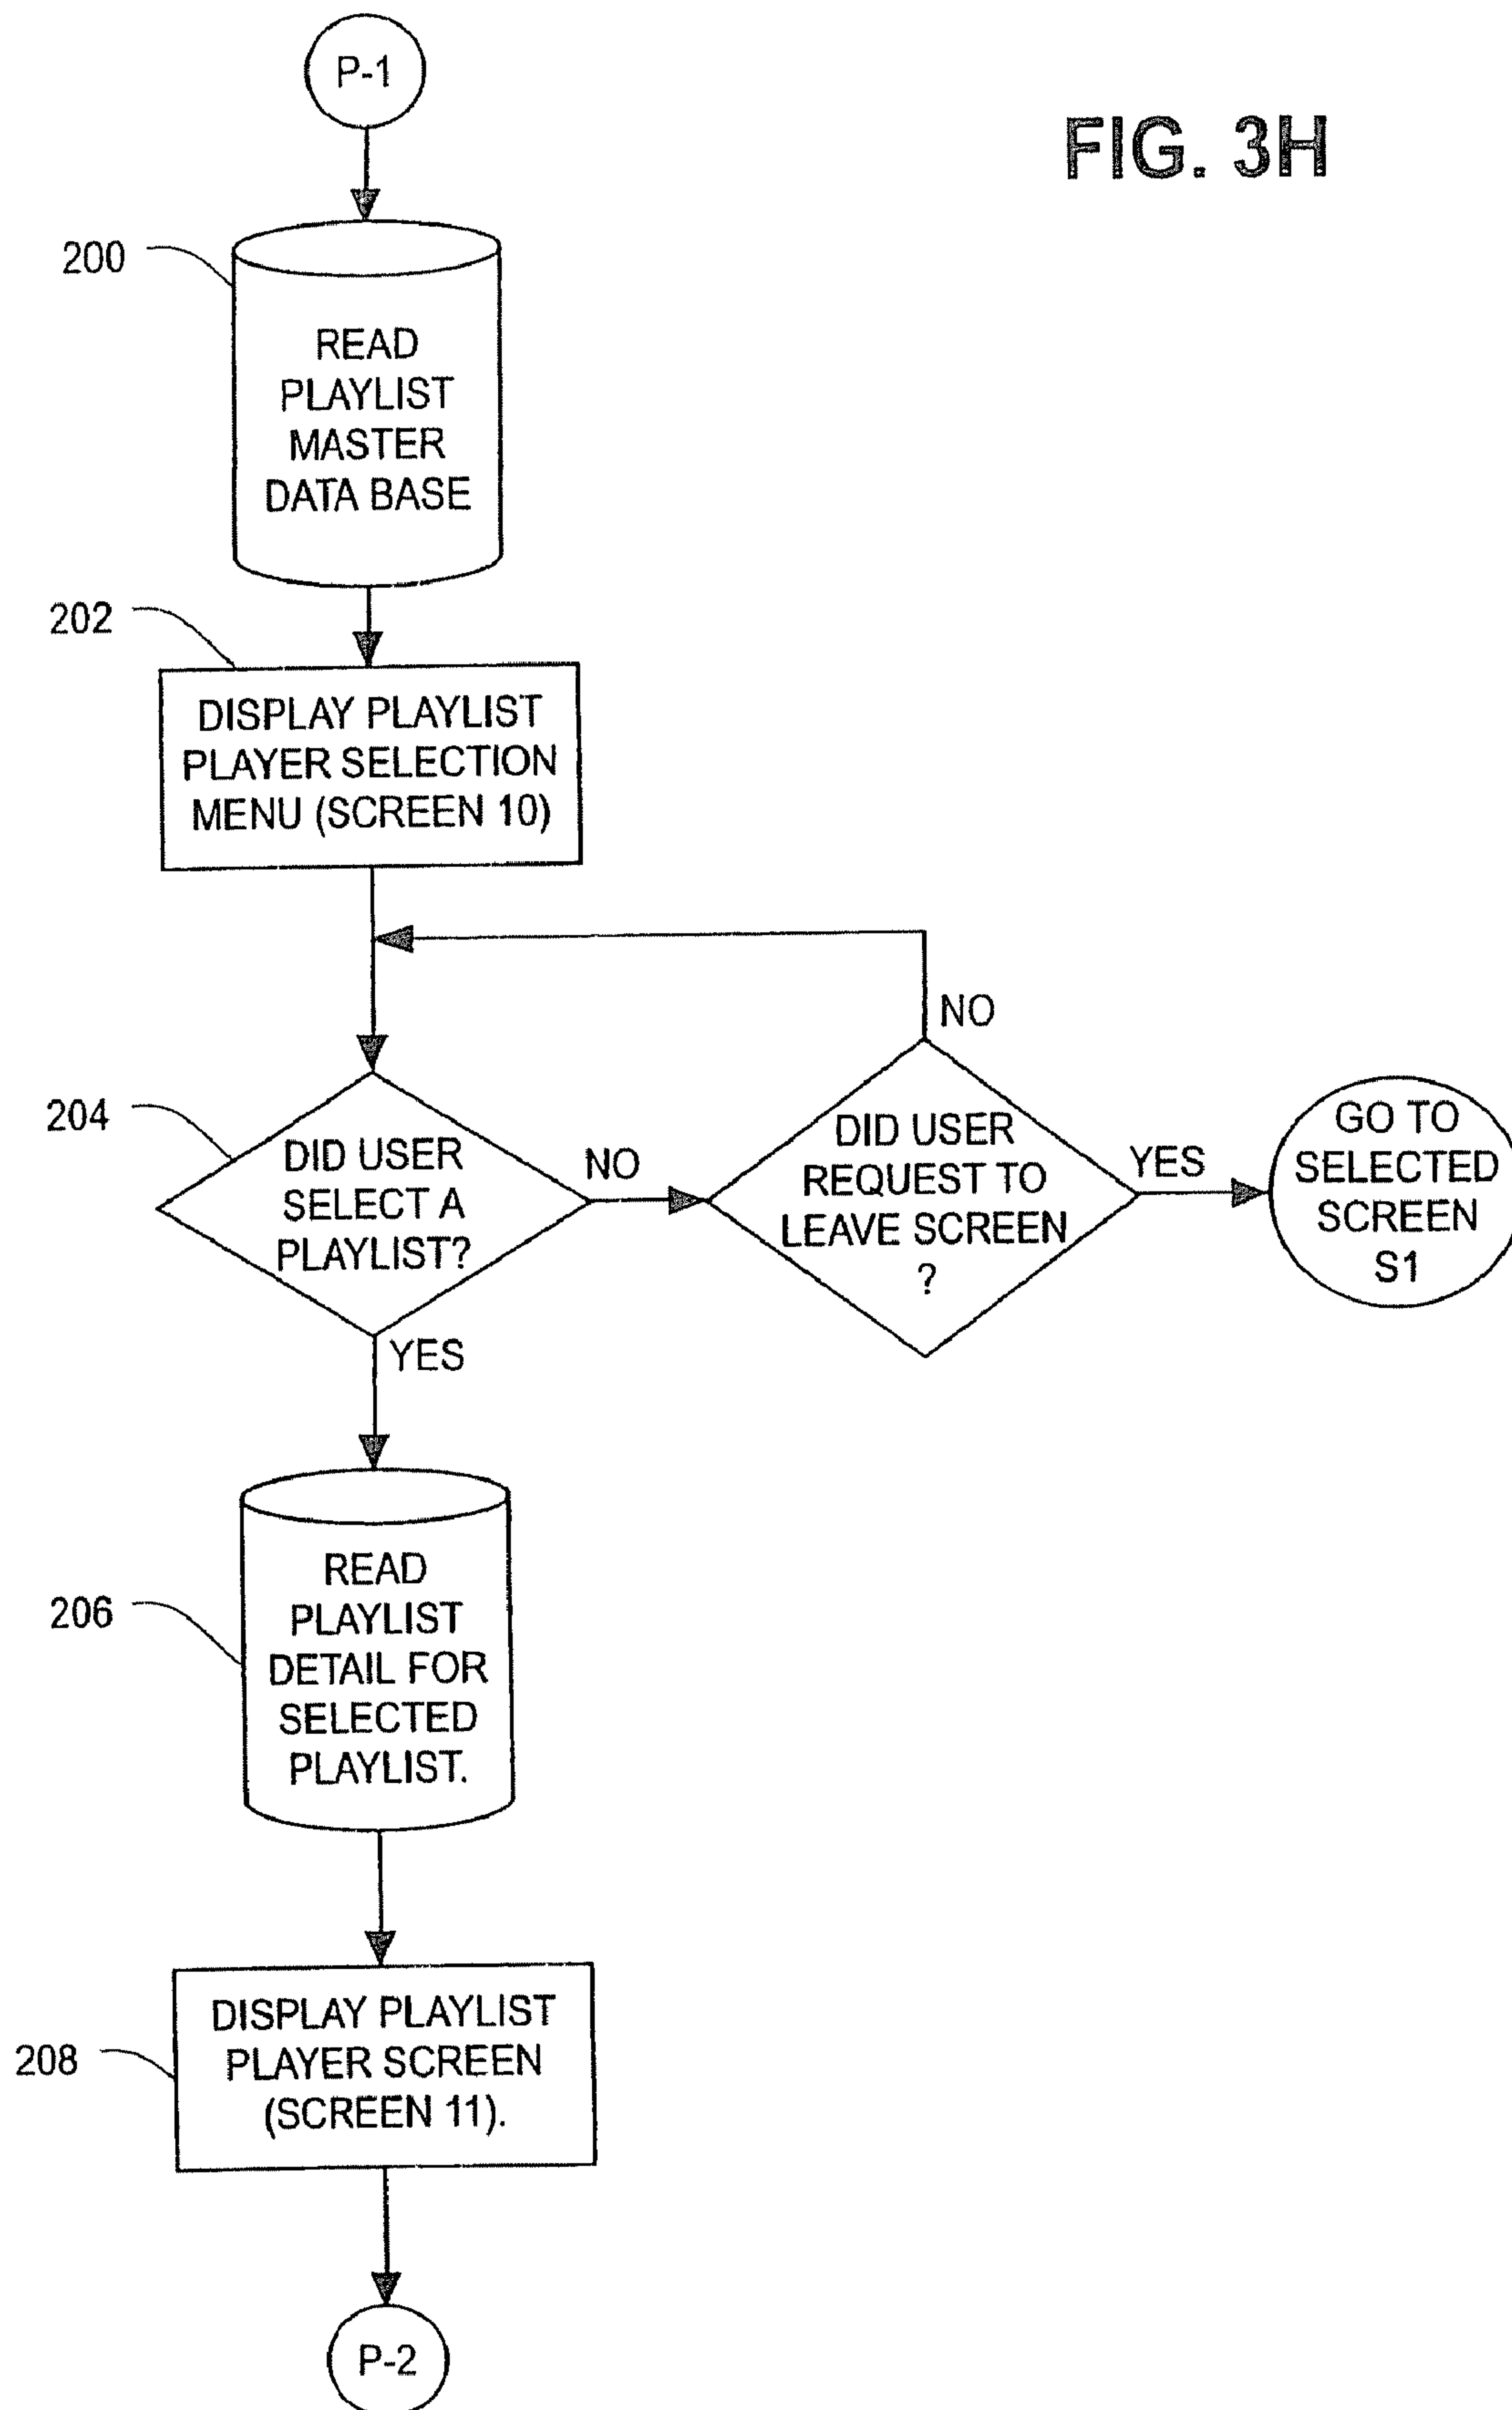 P-1
FIG. 3H
200
READ
PLAYLIST
MASTER
DATA BASE
202
DISPLAY PLAYLIST
PLAYER SELECTION
MENU (SCREEN 10)
NO
204
DID USER
SELECT A
PLAYLIST?
NO
DID USER
REQUEST TO
LEAVE SCREEN
?
YES
GO TO
SELECTED
SCREEN
S1
YES
206
READ
PLAYLIST
DETAIL FOR
SELECTED
PLAYLIST.
208
DISPLAY PLAYLIST
PLAYER SCREEN
(SCREEN 11).
P-2